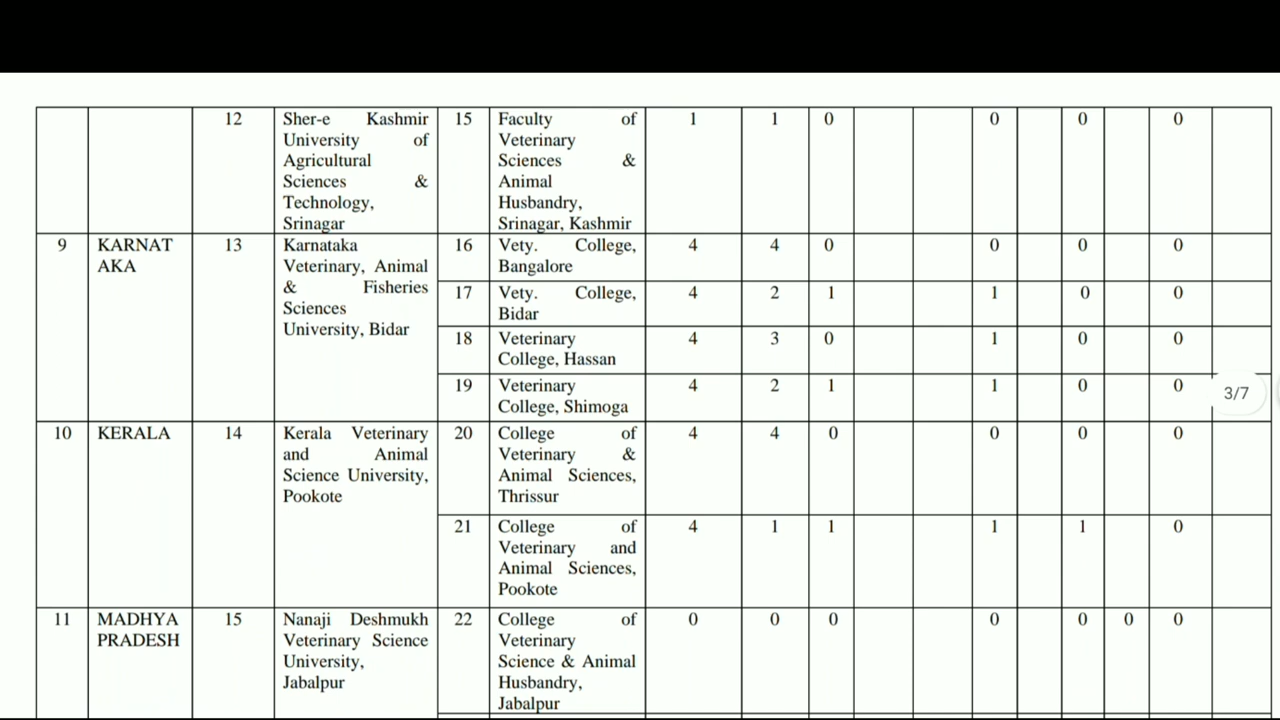 12 Sher-e Kashmir 15 Faculty of 1 1 0 0 0 0
University of Veterinary
Agricultural Sciences &
Sciences & Animal
Technology, Husbandry,
Srinagar Srinagar, Kashmir
9 KARNAT 13 Karnataka 16 Vety. College, 4 4 0 0 0 0
AKA Veterinary, Animal Bangalore
& Fisheries 17 Vety. College, 4 2 1 1 0 0
Sciences Bidar
University, Bidar 18 Veterinary 4 3 0 1 0 0
College, Hassan
19 Veterinary 4 2 1 1 0 0
3/7
College, Shimoga
10 KERALA 14 Kerala Veterinary 20 College of 4 4 0 0 0 0
and Animal Veterinary &
Science University, Animal Sciences,
Pookote Thrissur
21 College of 4 1 1 1 1 0
Veterinary and
Animal Sciences,
Pookote
11 MADHYA 15 Nanaji Deshmukh 22 College of 0 0 0 0 0 0 0
PRADESH Veterinary Science Veterinary
University, Science & Animal
Jabalpur Husbandry,
Jabalpur